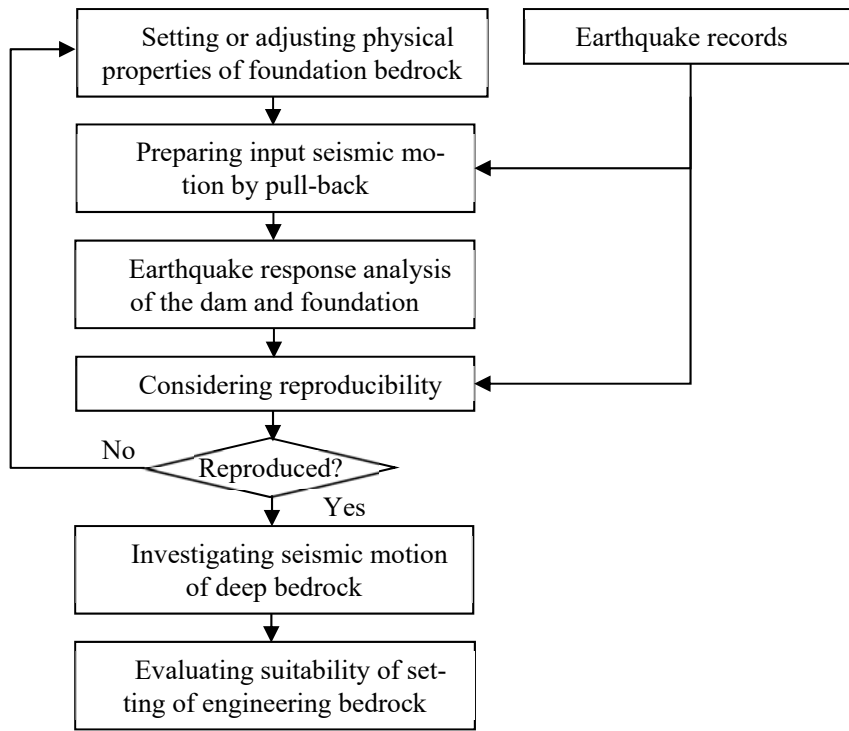 Setting or adjusting physical
properties of foundation bedrock
Earthquake records
Preparing input seismic mo-
tion by pull-back
Earthquake response analysis
of the dam and foundation
Considering reproducibility
No
Reproduced?
Yes
Investigating seismic motion
of deep bedrock
Evaluating suitability of set-
ting of engineering bedrock